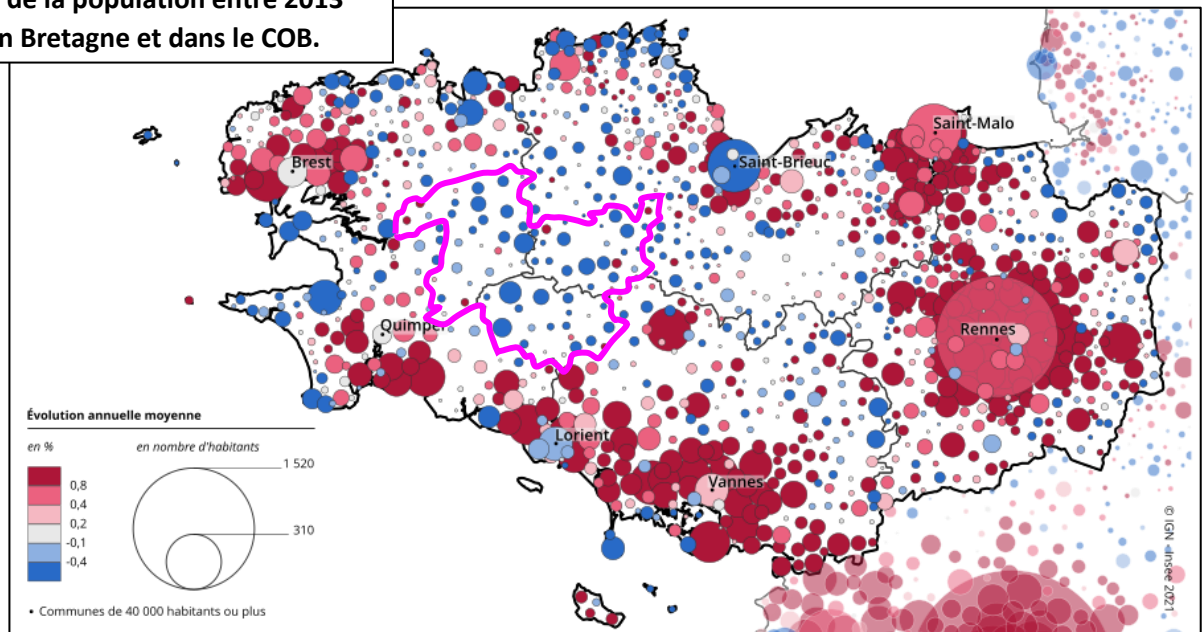 de la population entre 2013
n Bretagne et dans le COB.
Saint-Malo
Brest
Saint-Brieuc
Quimper
Rennes
Lorient
Vannes
Évolution annuelle moyenne
en %
en nombre d'habitants
1 520
310
0,8
0,4
0,2
-0,1
-0,4
• Communes de 40 000 habitants ou plus
© IGN - Insee 2021